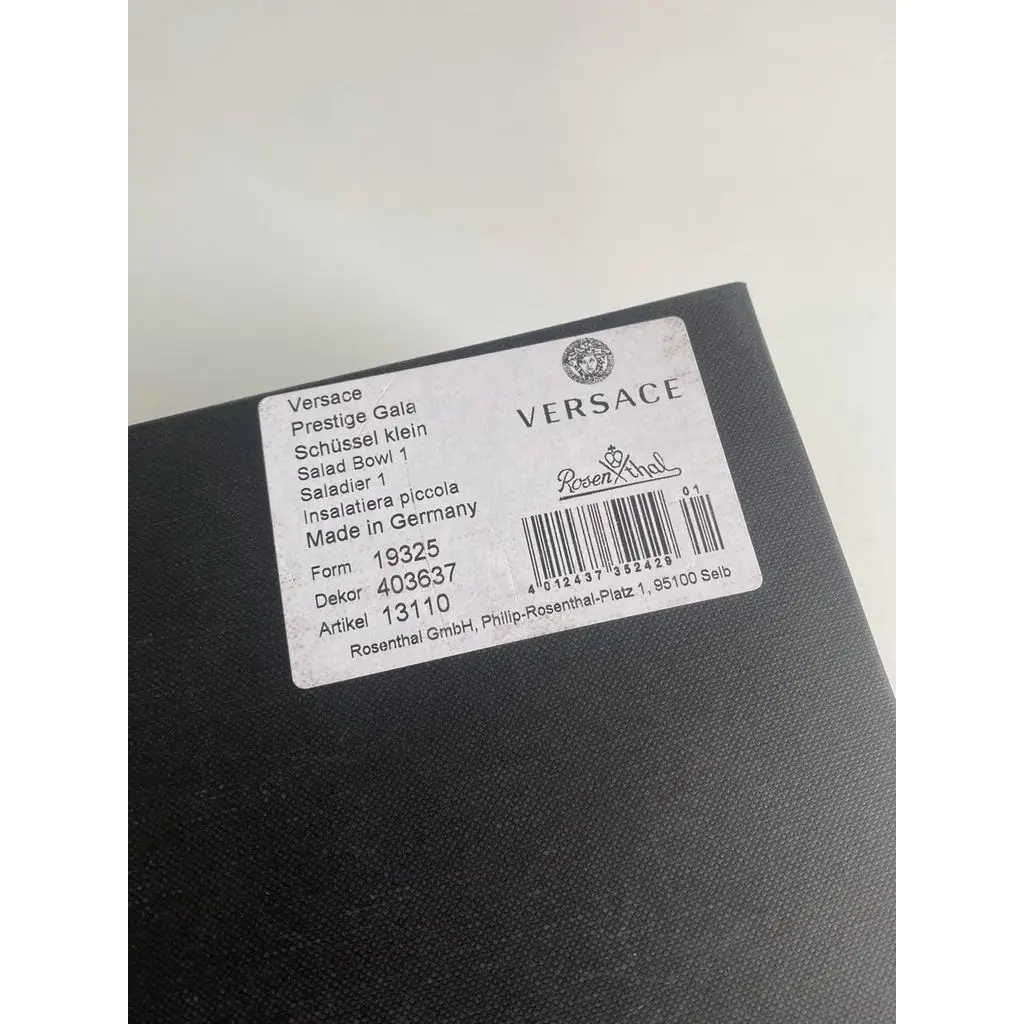 Versace
Prestige Gala
Schüssel klein
Salad Bowl 1
Saladier 1
Insalatiera piccola
Made in Germany
Form 19325
Dekor 403637
Artikel 13110
VERSACE
Rosenthal
01
4 012437 352429
Rosenthal GmbH, Philip-Rosenthal-Platz 1, 95100 Selb